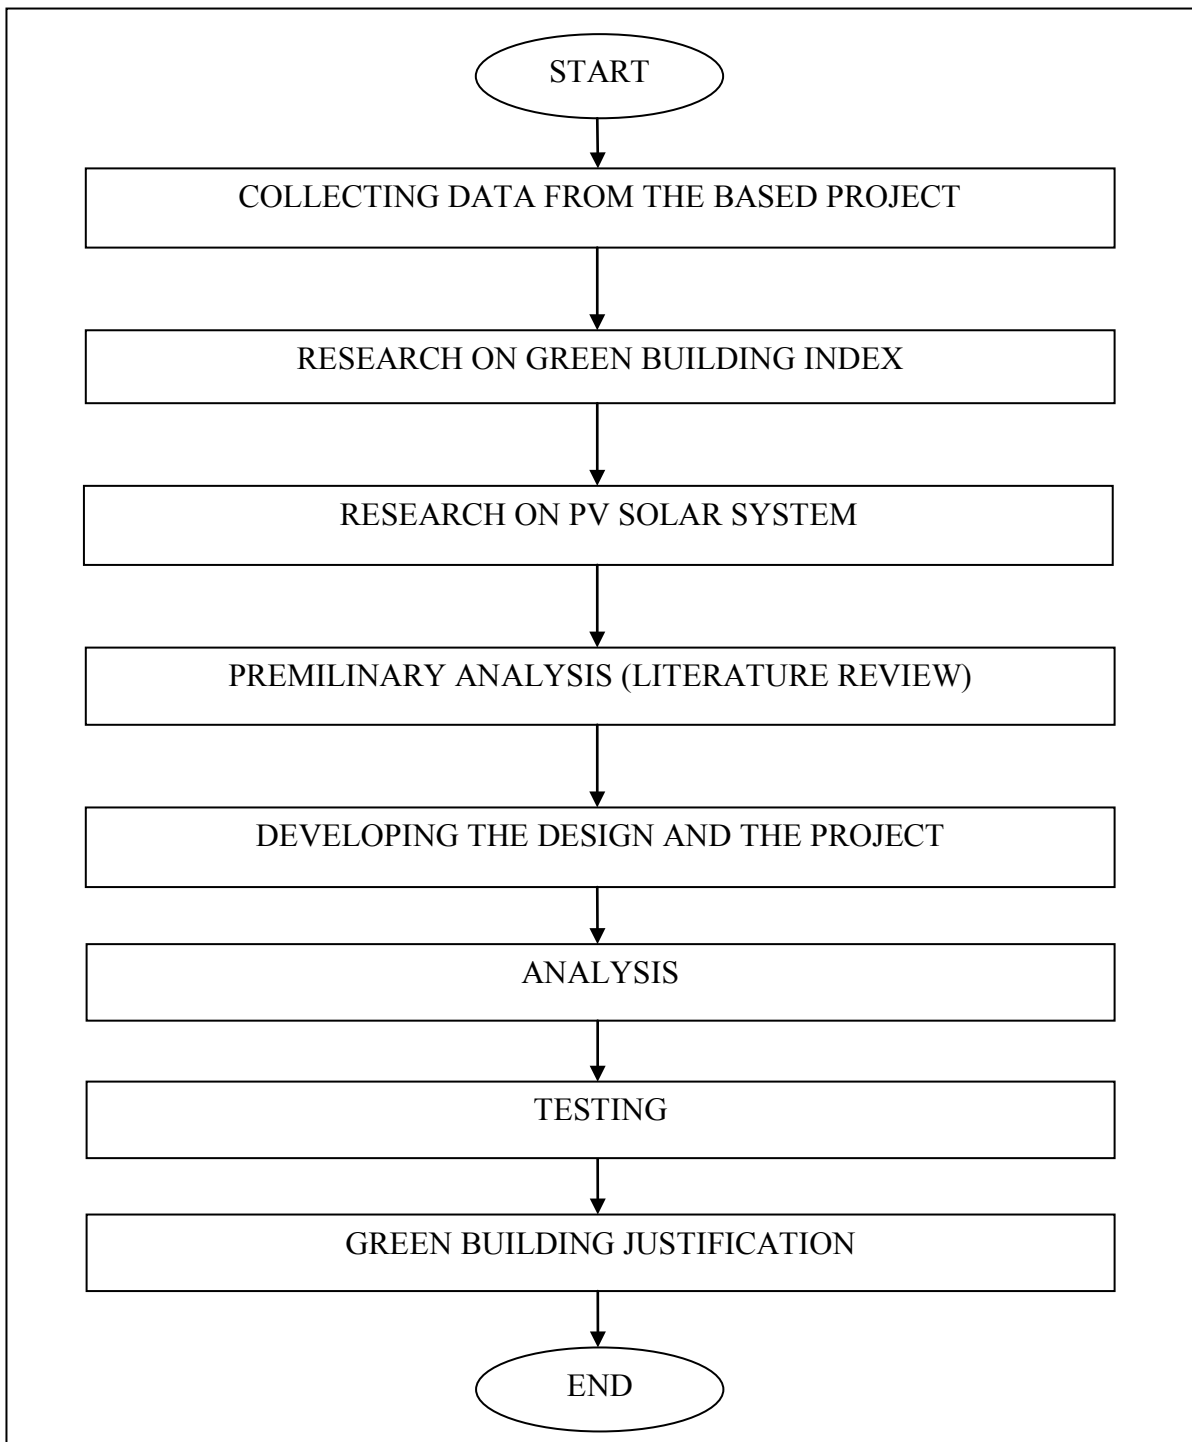 START
COLLECTING DATA FROM THE BASED PROJECT
RESEARCH ON GREEN BUILDING INDEX
RESEARCH ON PV SOLAR SYSTEM
PREMILINARY ANALYSIS (LITERATURE REVIEW)
DEVELOPING THE DESIGN AND THE PROJECT
ANALYSIS
TESTING
GREEN BUILDING JUSTIFICATION
END